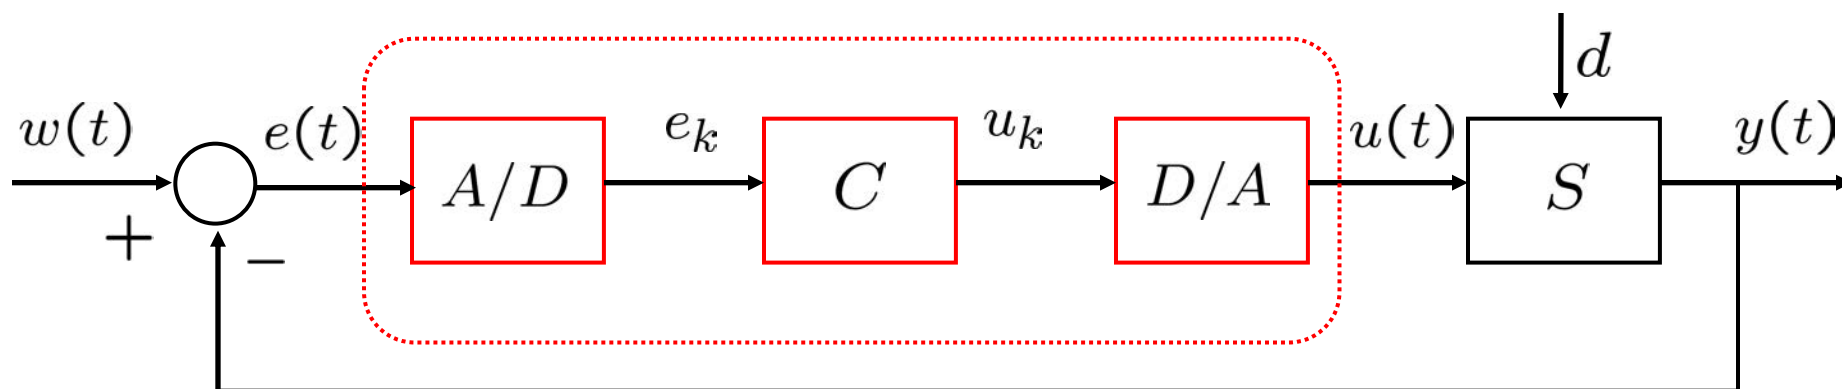 d
w(t)
e(t)
e_k
u_k
u(t)
y(t)
A/D
C
D/A
S
+
−